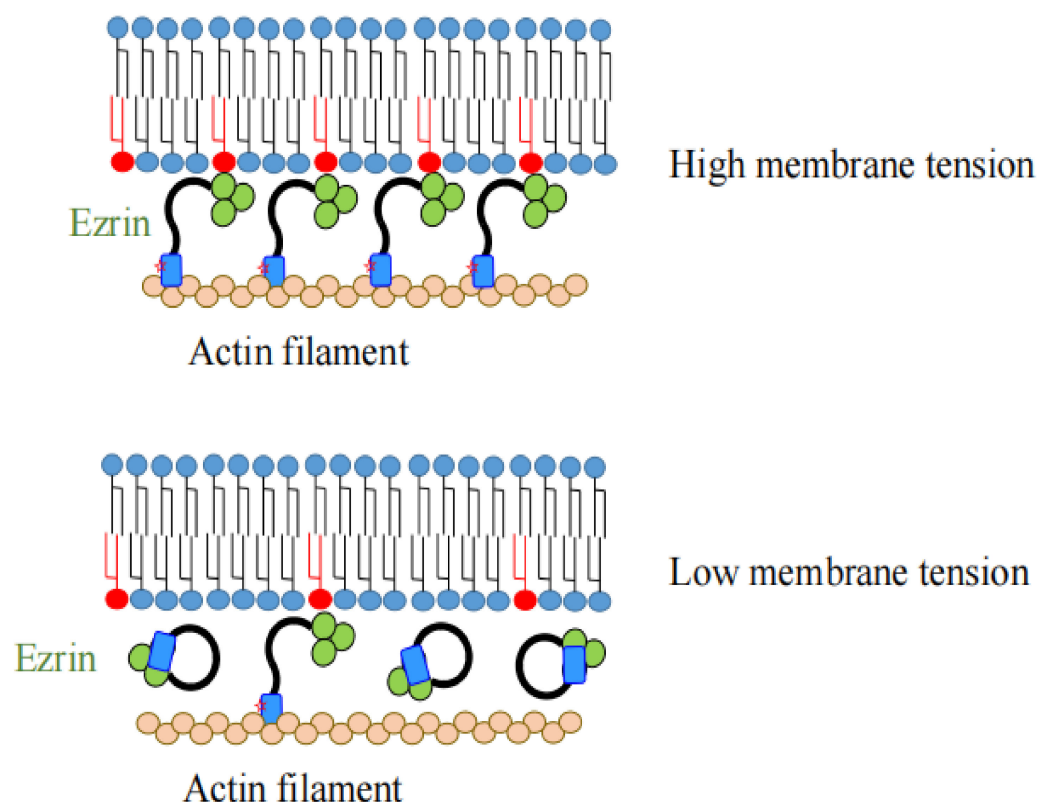 High membrane tension
Ezrin
Actin filament
Low membrane tension
Ezrin
Actin filament